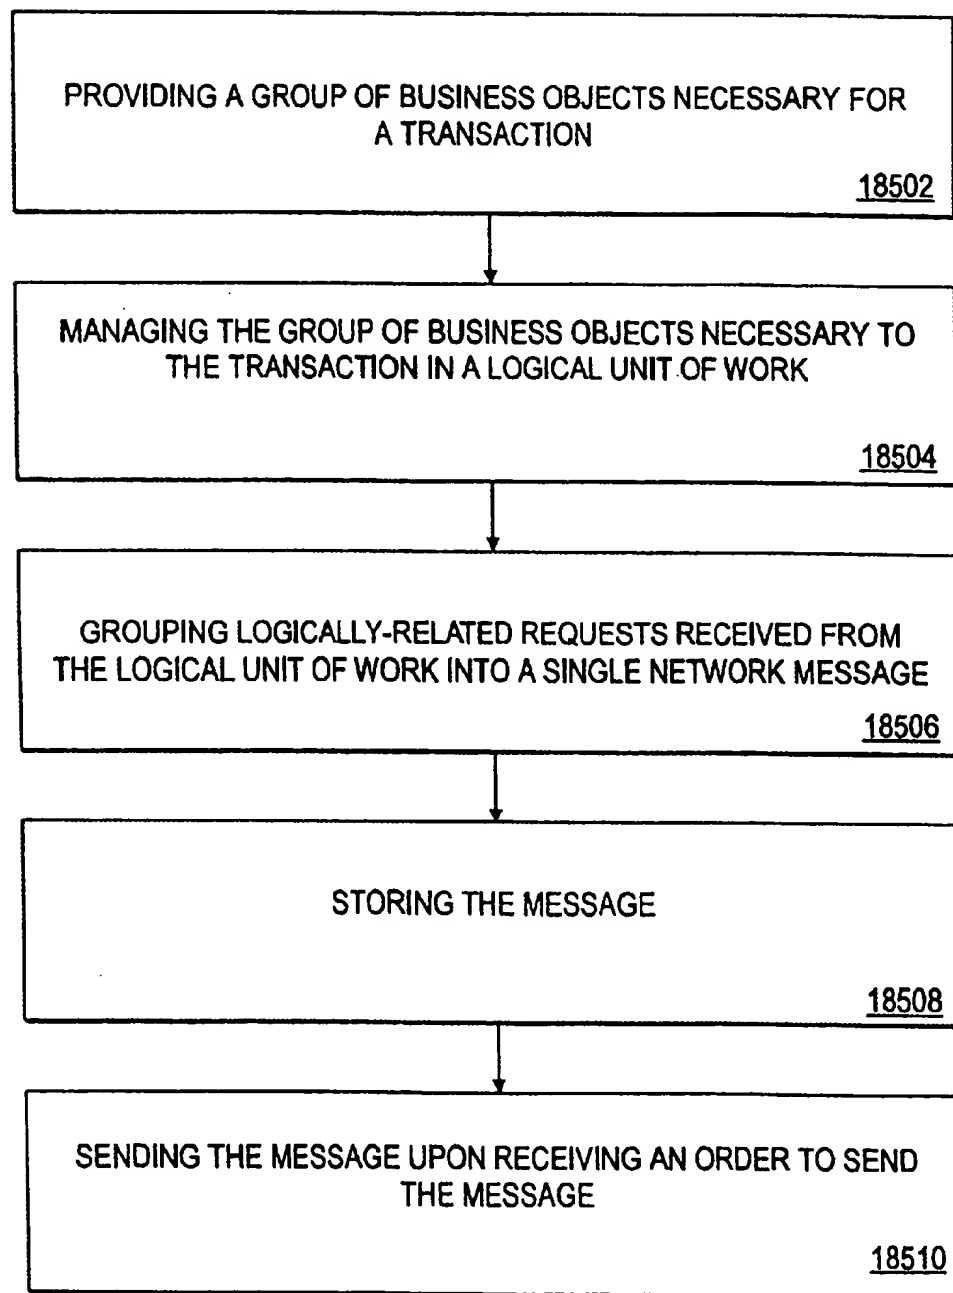 PROVIDING A GROUP OF BUSINESS OBJECTS NECESSARY FOR
A TRANSACTION
18502
MANAGING THE GROUP OF BUSINESS OBJECTS NECESSARY TO
THE TRANSACTION IN A LOGICAL UNIT OF WORK
18504
GROUPING LOGICALLY-RELATED REQUESTS RECEIVED FROM
THE LOGICAL UNIT OF WORK INTO A SINGLE NETWORK MESSAGE
18506
STORING THE MESSAGE
18508
SENDING THE MESSAGE UPON RECEIVING AN ORDER TO SEND
THE MESSAGE
18510